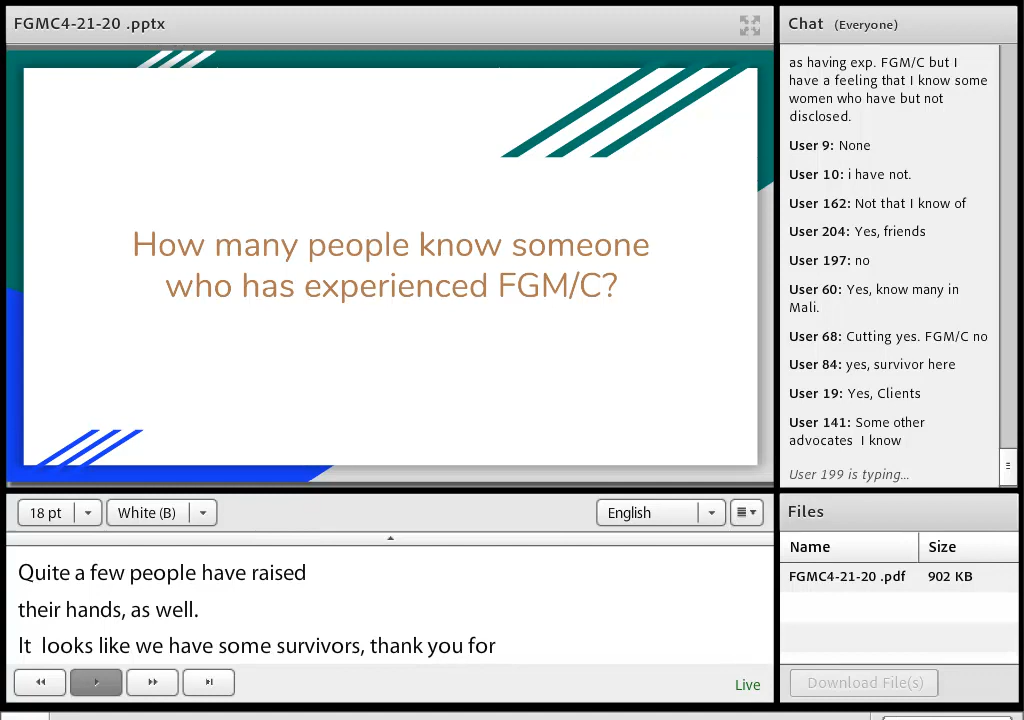 FGMC4-21-20 .pptx
How many people know someone
who has experienced FGM/C?
18 pt
White (B)
English
Quite a few people have raised
their hands, as well.
It  looks like we have some survivors, thank you for
Live
Chat (Everyone)
as having exp. FGM/C but I
have a feeling that I know some
women who have but not
disclosed.
User 9: None
User 10: i have not.
User 162: Not that I know of
User 204: Yes, friends
User 197: no
User 60: Yes, know many in
Mali.
User 68: Cutting yes. FGM/C no
User 84: yes, survivor here
User 19: Yes, Clients
User 141: Some other
advocates  I know
User 199 is typing...
Files
Name Size
FGMC4-21-20 .pdf 902 KB
Download File(s)